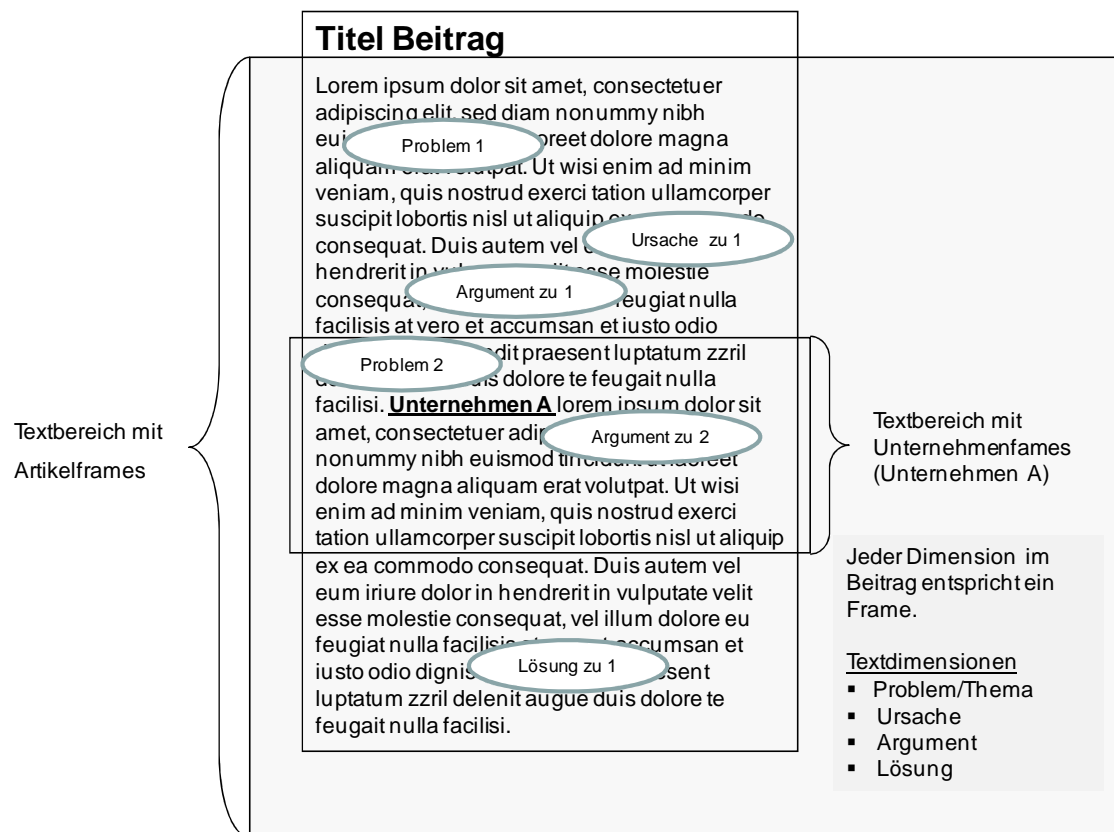 Titel Beitrag
Lorem ipsum dolor sit amet, consectetuer
adipiscing elit, sed diam nonummy nibh
Problem 1
oreet dolore magna
volutpat. Ut wisi enim ad minim
veniam, quis nostrud exerci tation ullamcorper
suscipit lobortis nisl ut aliquip
consequat. Duis autem vel
Ursache zu 1
hendrerit in esse molestie
consequat,
Argument zu 1
feugiat nulla
facilisis at vero et accumsan et iusto odio
praesent luptatum zzril
Problem 2
dolore te feugait nulla
facilisi. Unternehmen A lorem ipsum dolor sit
amet, consectetuer
Argument zu 2
nonummy nibh euismod tincidunt ut laoreet
dolore magna aliquam erat volutpat. Ut wisi
enim ad minim veniam, quis nostrud exerci
tation ullamcorper suscipit lobortis nisl ut aliquip
ex ea commodo consequat. Duis autem vel
eum iriure dolor in hendrerit in vulputate velit
esse molestie consequat, vel illum dolore eu
feugiat nulla facilisis accumsan et
iusto odio
Lösung zu 1
luptatum zzril delenit augue duis dolore te
feugait nulla facilisi.
Textbereich mit
Artikelframes
Textbereich mit
Unternehmenfames
(Unternehmen A)
Jeder Dimension im
Beitrag entspricht ein
Frame.
Textdimensionen
▪ Problem/Thema
▪ Ursache
▪ Argument
▪ Lösung